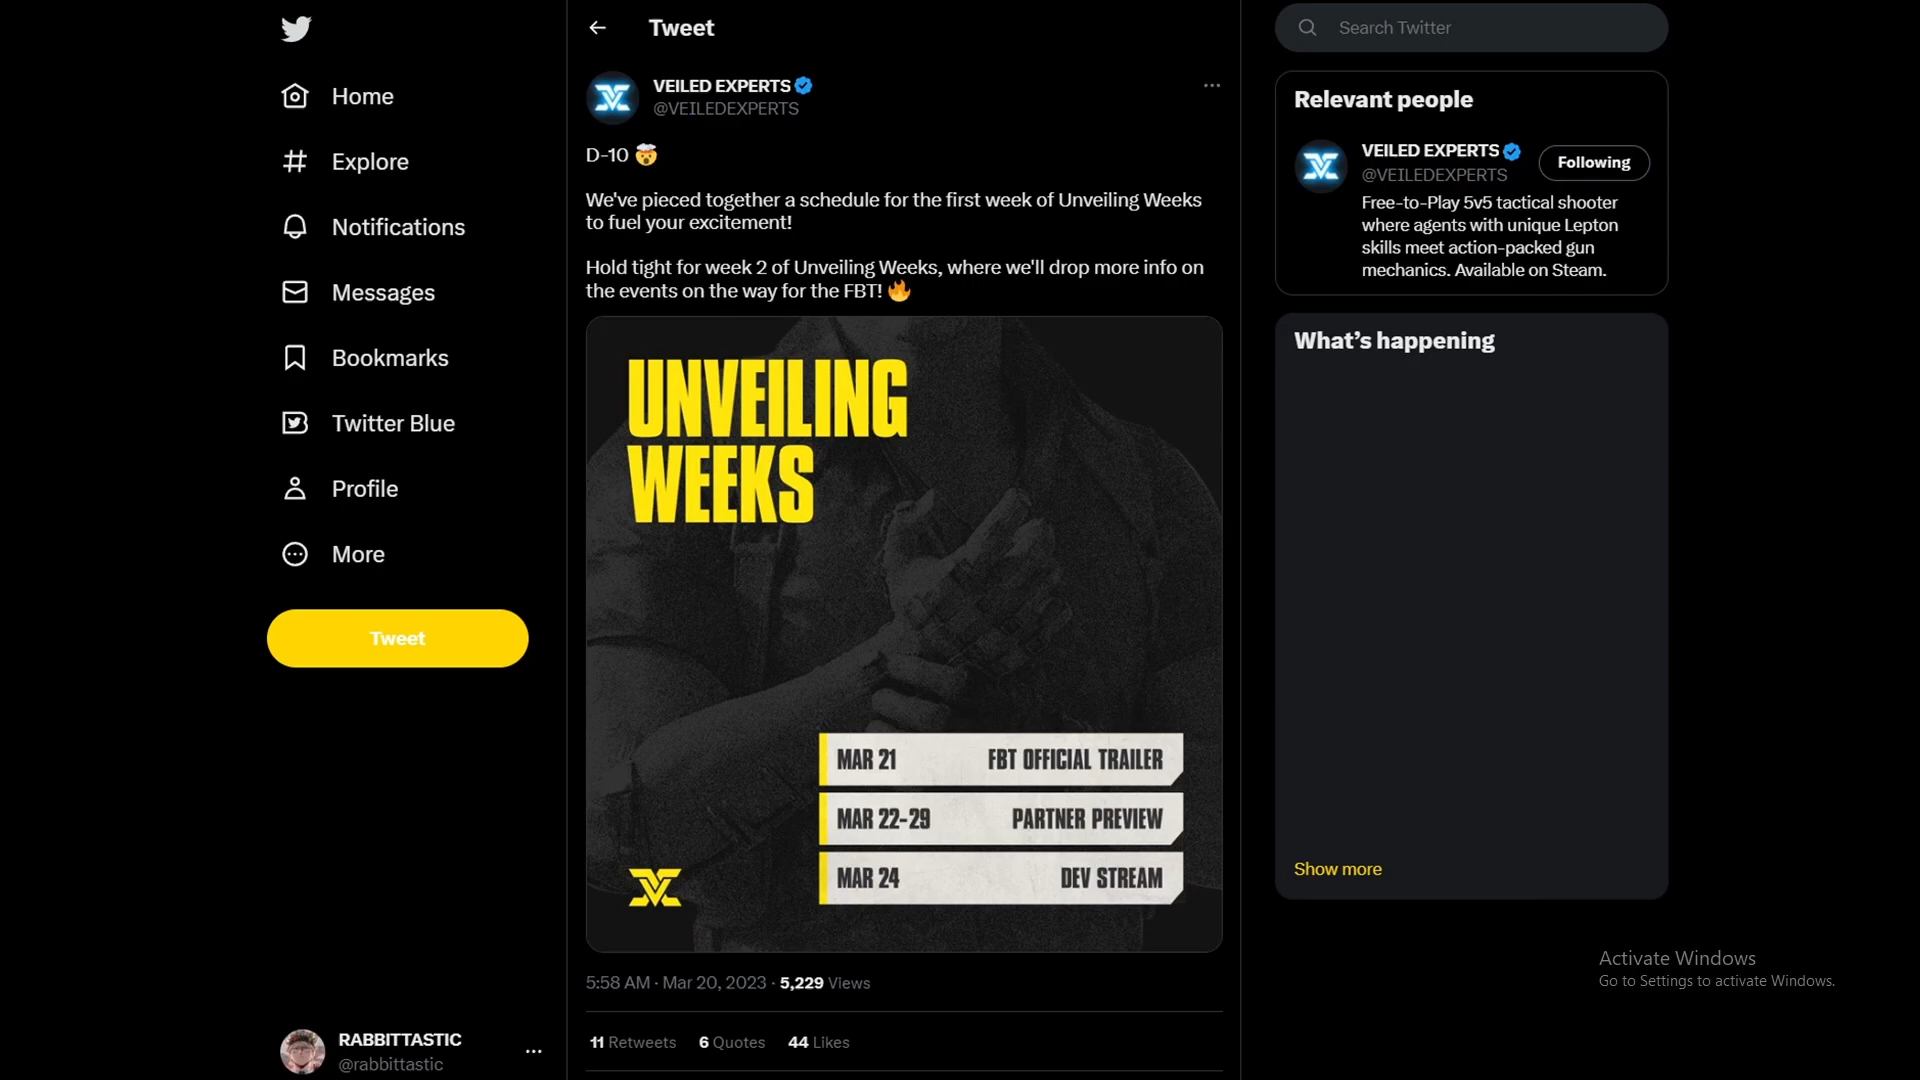 Home
Explore
Notifications
Messages
Bookmarks
Twitter Blue
Profile
More
Tweet
RABBITTASTIC
@rabbittastic
Tweet
VEILED EXPERTS
@VEILEDEXPERTS
D-10 🤯
We've pieced together a schedule for the first week of Unveiling Weeks
to fuel your excitement!
Hold tight for week 2 of Unveiling Weeks, where we'll drop more info on
the events on the way for the FBT! 🔥
UNVEILING
WEEKS
MAR 21 FBT OFFICIAL TRAILER
MAR 22-29 PARTNER PREVIEW
MAR 24 DEV STREAM
5:58 AM · Mar 20, 2023 · 5,229 Views
11 Retweets 6 Quotes 44 Likes
Search Twitter
Relevant people
VEILED EXPERTS
@VEILEDEXPERTS
Following
Free-to-Play 5v5 tactical shooter
where agents with unique Lepton
skills meet action-packed gun
mechanics. Available on Steam.
What's happening
Show more
Activate Windows
Go to Settings to activate Windows.